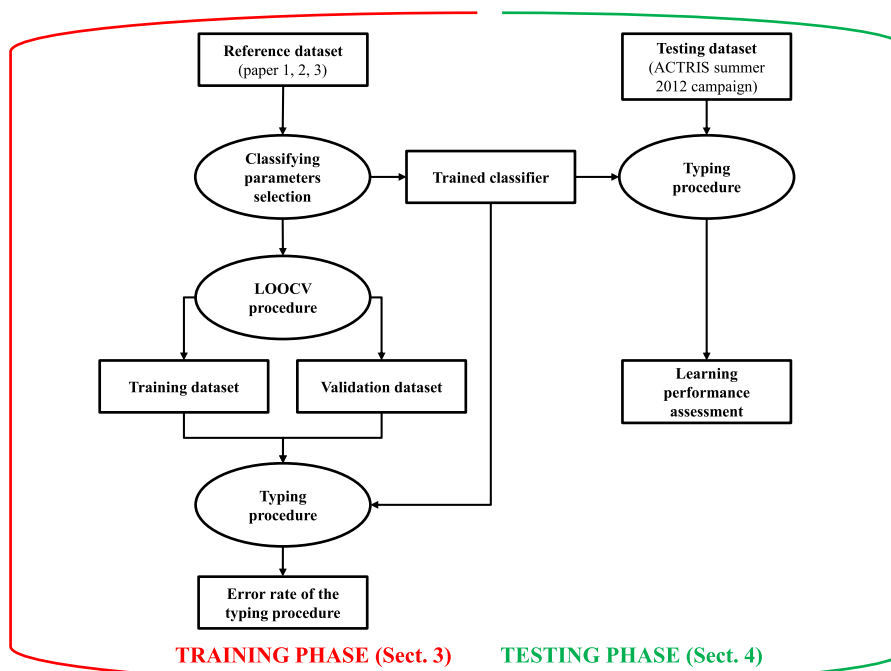 Reference dataset
(paper 1, 2, 3)
Testing dataset
(ACTRIS summer
2012 campaign)
Classifying
parameters
selection
Trained classifier
Typing
procedure
LOOCV
procedure
Training dataset
Validation dataset
Learning
performance
assessment
Typing
procedure
Error rate of the
typing procedure
TRAINING PHASE (Sect. 3)
TESTING PHASE (Sect. 4)